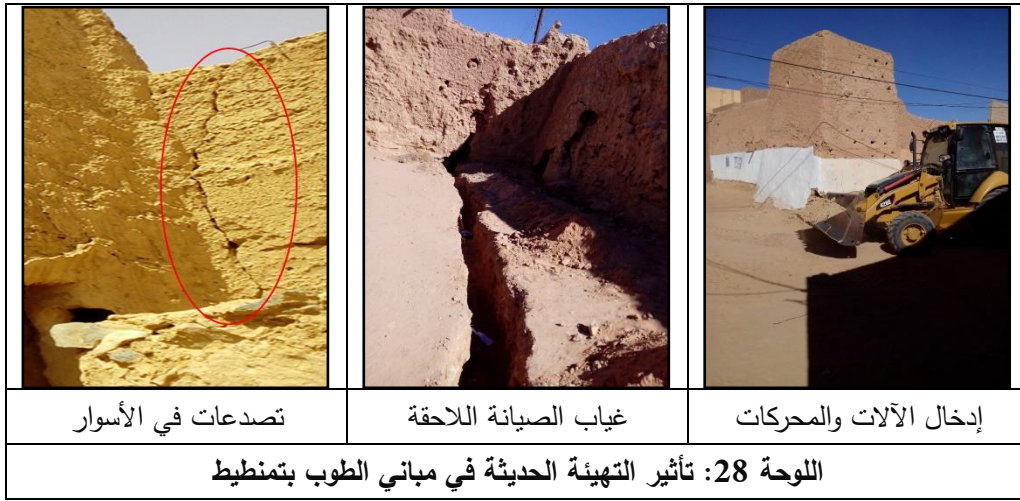 إدخال الآلات والمحركات
غياب الصيانة اللاحقة
تصدعات في الأسوار
اللوحة 28: تأثير التهيئة الحديثة في مباني الطوب بتمنطيط